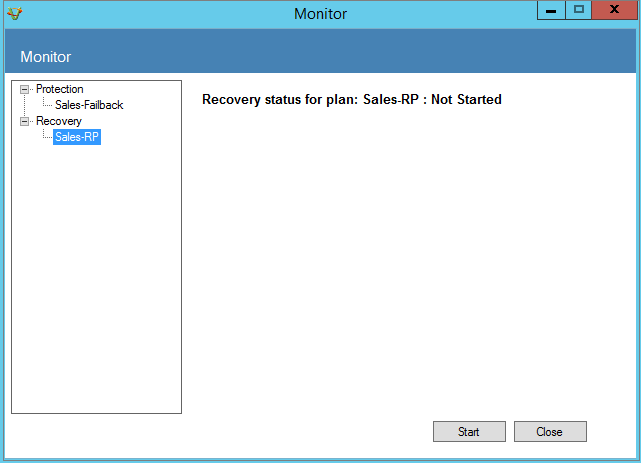 Monitor
Monitor
Protection
Sales-Failback
Recovery
Sales-RP
Recovery status for plan: Sales-RP : Not Started
Start
Close